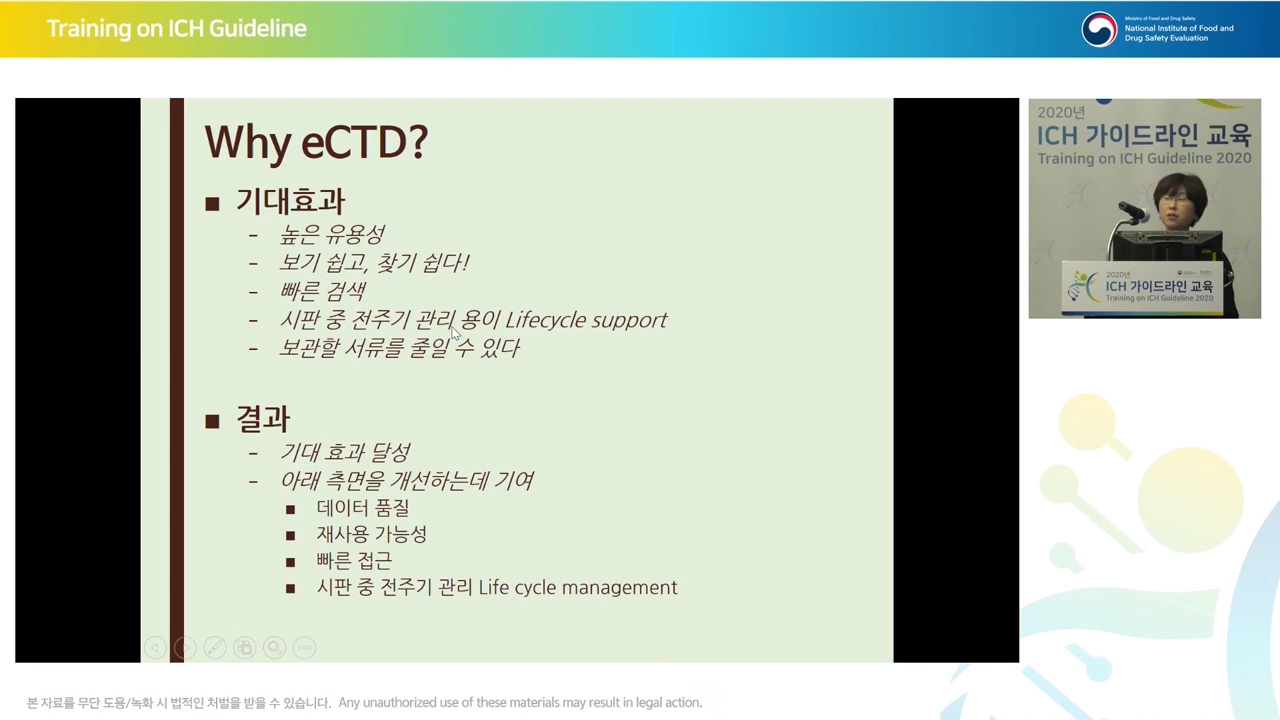 Training on ICH Guideline
Ministry of Food and Drug Safety
National Institute of Food and
Drug Safety Evaluation
Why eCTD?
■ 기대효과
- 높은 유용성
- 보기 쉽고, 찾기 쉽다!
- 빠른 검색
- 시판 중 전주기 관리 용이 Lifecycle support
- 보관할 서류를 줄일 수 있다
■ 결과
- 기대 효과 달성
- 아래 측면을 개선하는데 기여
■ 데이터 품질
■ 재사용 가능성
■ 빠른 접근
■ 시판 중 전주기 관리 Life cycle management
2020년
ICH 가이드라인 교육
Training on ICH Guideline 2020
2020년
ICH 가이드라인 교육
Training on ICH Guideline 2020
본 자료를 무단 도용/녹화 시 법적인 처벌을 받을 수 있습니다. Any unauthorized use of these materials may result in legal action.